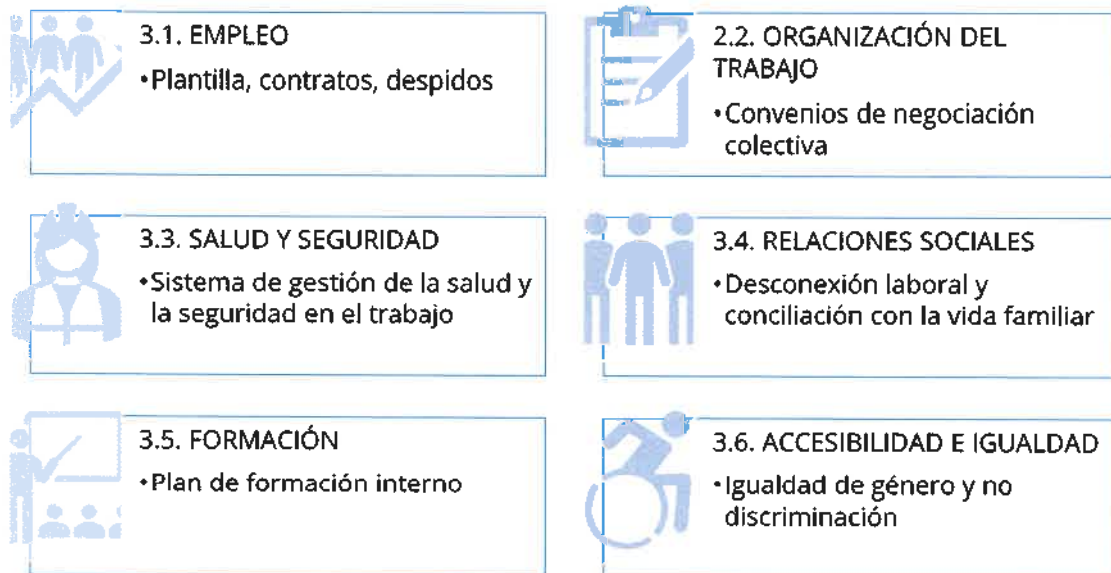 3.1. EMPLEO
•Plantilla, contratos, despidos
2.2. ORGANIZACIÓN DEL
TRABAJO
•Convenios de negociación
colectiva
3.3. SALUD Y SEGURIDAD
•Sistema de gestión de la salud y
la seguridad en el trabajo
3.4. RELACIONES SOCIALES
•Desconexión laboral y
conciliación con la vida familiar
3.5. FORMACIÓN
•Plan de formación interno
3.6. ACCESIBILIDAD E IGUALDAD
•Igualdad de género y no
discriminación